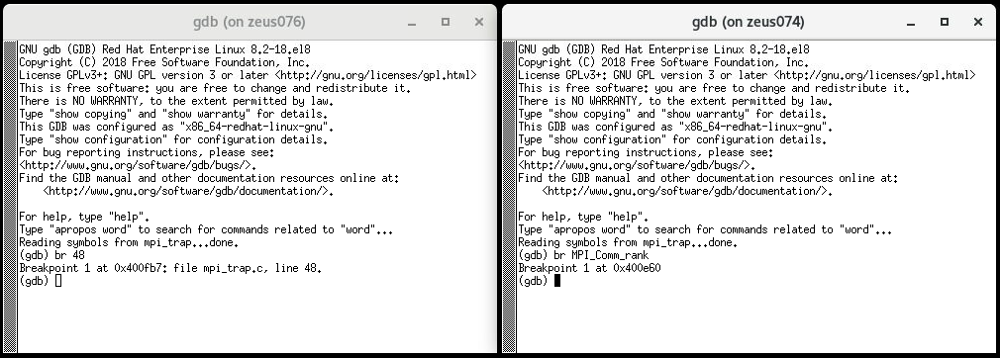 gdb (on zeus076)
GNU gdb (GDB) Red Hat Enterprise Linux 8.2-18.el8
Copyright (C) 2018 Free Software Foundation, Inc.
License GPLv3+: GNU GPL version 3 or later <http://gnu.org/licenses/gpl.html>
This is free software: you are free to change and redistribute it.
There is NO WARRANTY, to the extent permitted by law.
Type "show copying" and "show warranty" for details.
This GDB was configured as "x86_64-redhat-linux-gnu".
Type "show configuration" for configuration details.
For bug reporting instructions, please see:
<http://www.gnu.org/software/gdb/bugs/>.
Find the GDB manual and other documentation resources online at:
<http://www.gnu.org/software/gdb/documentation/>.
For help, type "help".
Type "apropos word" to search for commands related to "word"...
Reading symbols from mpi_trap...done.
(gdb) br 48
Breakpoint 1 at 0x400fb7: file mpi_trap.c, line 48.
(gdb)
gdb (on zeus074)
GNU gdb (GDB) Red Hat Enterprise Linux 8.2-18.el8
Copyright (C) 2018 Free Software Foundation, Inc.
License GPLv3+: GNU GPL version 3 or later <http://gnu.org/licenses/gpl.html>
This is free software: you are free to change and redistribute it.
There is NO WARRANTY, to the extent permitted by law.
Type "show copying" and "show warranty" for details.
This GDB was configured as "x86_64-redhat-linux-gnu".
Type "show configuration" for configuration details.
For bug reporting instructions, please see:
<http://www.gnu.org/software/gdb/bugs/>.
Find the GDB manual and other documentation resources online at:
<http://www.gnu.org/software/gdb/documentation/>.
For help, type "help".
Type "apropos word" to search for commands related to "word"...
Reading symbols from mpi_trap...done.
(gdb) br MPI_Comm_rank
Breakpoint 1 at 0x400e60
(gdb)